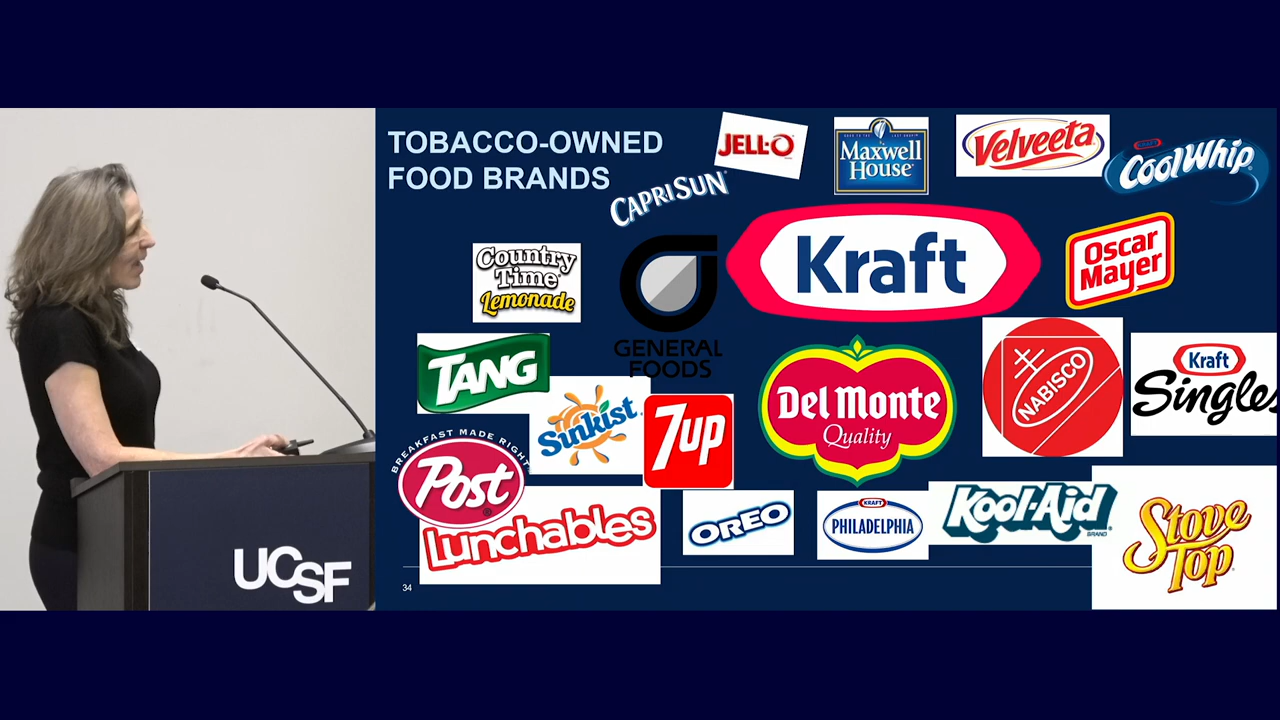 TOBACCO-OWNED
FOOD BRANDS
JELL-O
Maxwell
House
Velveeta
Kraft
Cool Whip
CAPRI SUN
Country
Time
Lemonade
GENERAL
FOODS
Kraft
Oscar
Mayer
TANG
Sunkist
7up
Del Monte
Quality
NABISCO
Kraft
Singles
BREAKFAST MADE RIGHT
Post
Lunchables
OREO
KRAFT
PHILADELPHIA
Kool-Aid
BRAND
Stove
Top
34
UCSF